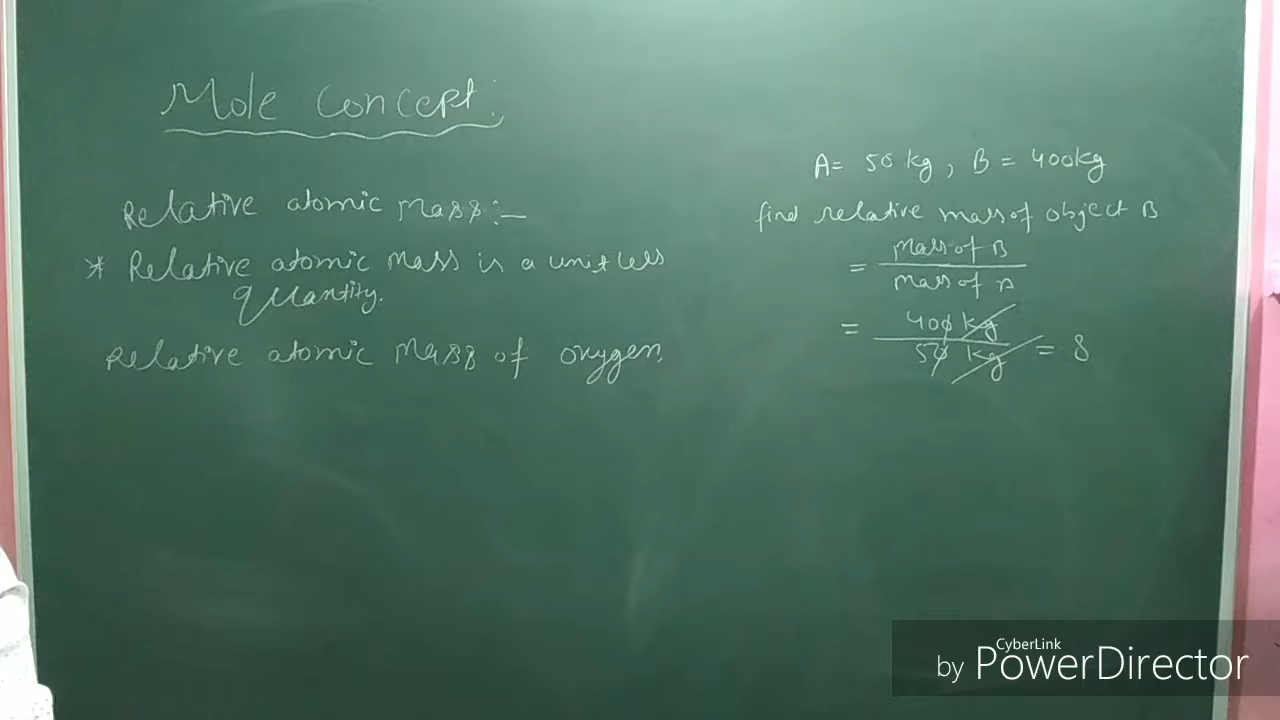 Mole Concept:
Relative atomic mass:-
* Relative atomic mass is a unitless
quantity.
Relative atomic mass of oxygen.
A = 50 kg, B = 400kg
find relative mass of object B
= mass of B
mass of A
= 400 kg
50 kg = 8
CyberLink
by PowerDirector